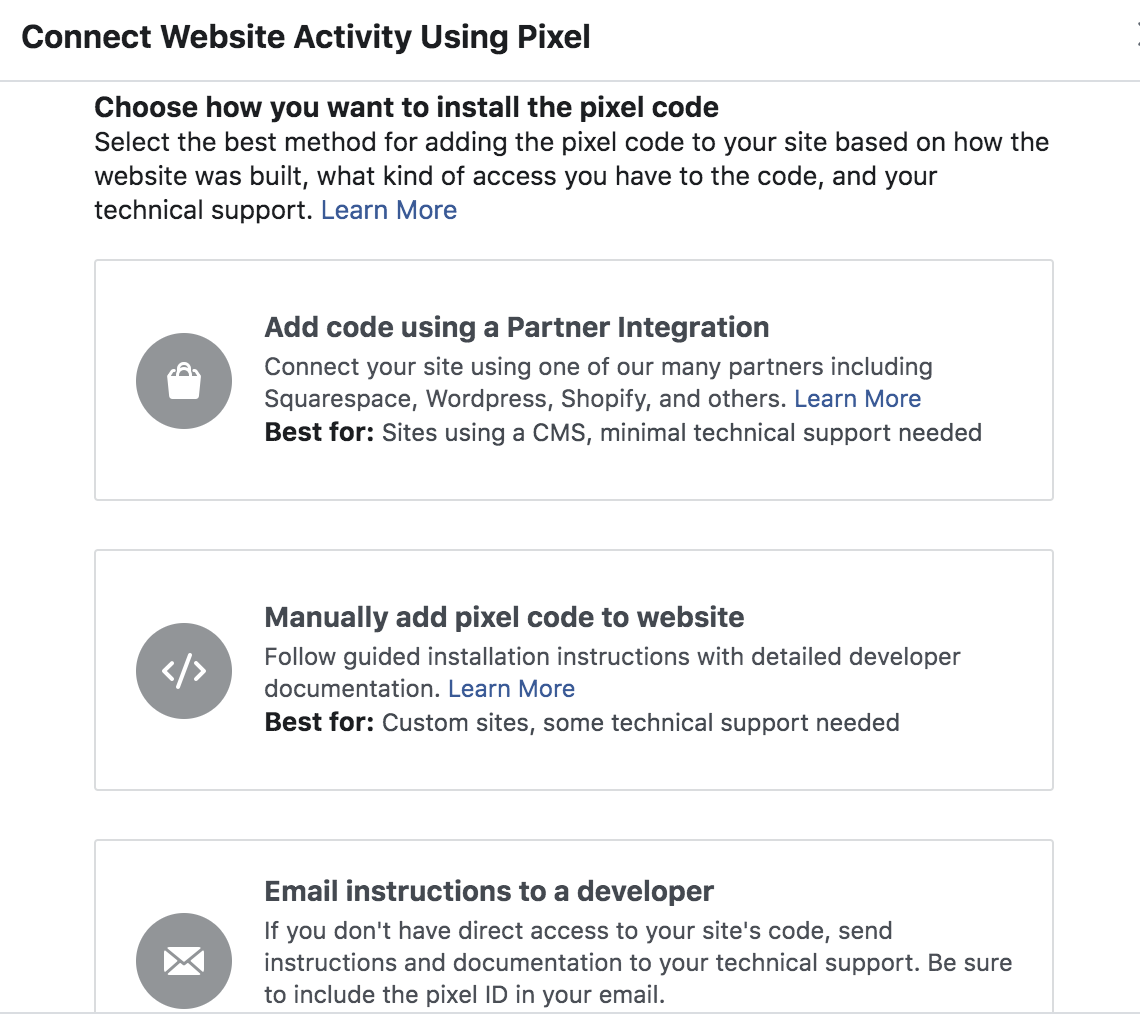 Connect Website Activity Using Pixel
Choose how you want to install the pixel code
Select the best method for adding the pixel code to your site based on how the
website was built, what kind of access you have to the code, and your
technical support. Learn More
Add code using a Partner Integration
Connect your site using one of our many partners including
Squarespace, Wordpress, Shopify, and others. Learn More
Best for: Sites using a CMS, minimal technical support needed
Manually add pixel code to website
Follow guided installation instructions with detailed developer
documentation. Learn More
Best for: Custom sites, some technical support needed
Email instructions to a developer
If you don't have direct access to your site's code, send
instructions and documentation to your technical support. Be sure
to include the pixel ID in your email.